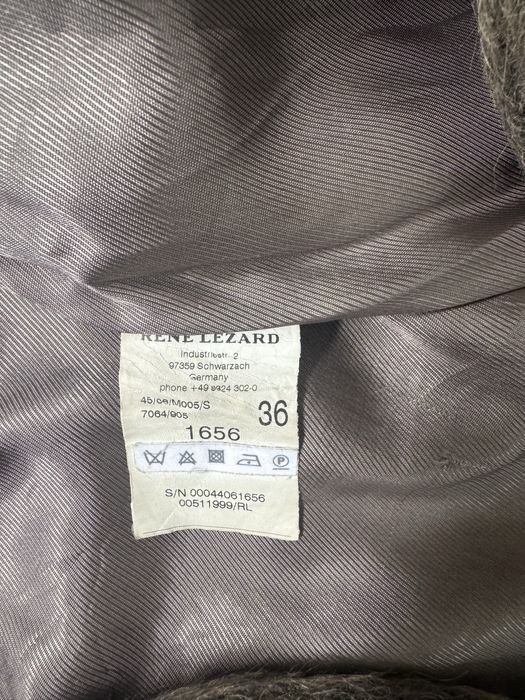 RENE LEZARD
Industriestr. 2
97359 Schwarzach
Germany
phone +49 9324 302-0
36
7064/905
1656
S/N 00044061656
00511999/RL